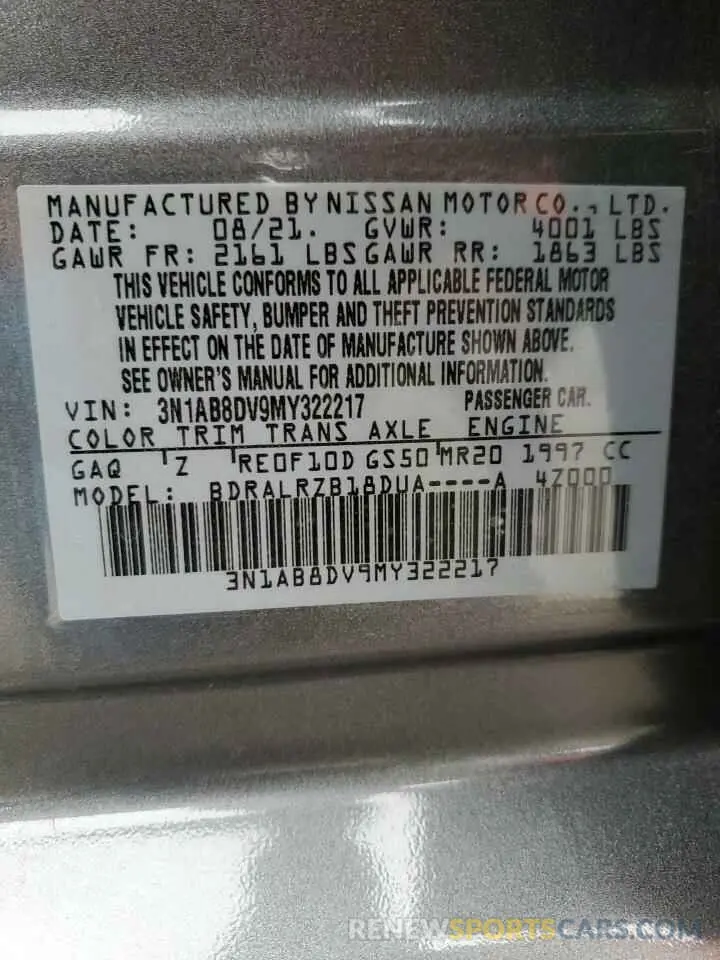 MANUFACTURED BY NISSAN MOTOR CO., LTD.
DATE: 08/21. GVWR: 4001 LBS
GAWR FR: 2161 LBS GAWR RR: 1863 LBS
THIS VEHICLE CONFORMS TO ALL APPLICABLE FEDERAL MOTOR
VEHICLE SAFETY, BUMPER AND THEFT PREVENTION STANDARDS
IN EFFECT ON THE DATE OF MANUFACTURE SHOWN ABOVE.
SEE OWNER'S MANUAL FOR ADDITIONAL INFORMATION.
VIN: 3N1AB8DV9MY322217 PASSENGER CAR.
COLOR TRIM TRANS AXLE ENGINE
GAQ Z RE0F10D GS50 MR20 1997 CC
MODEL: BDRALRZB18DUA----A 4Z000
3N1AB8DV9MY322217
RENEWSPORTSCARS.COM